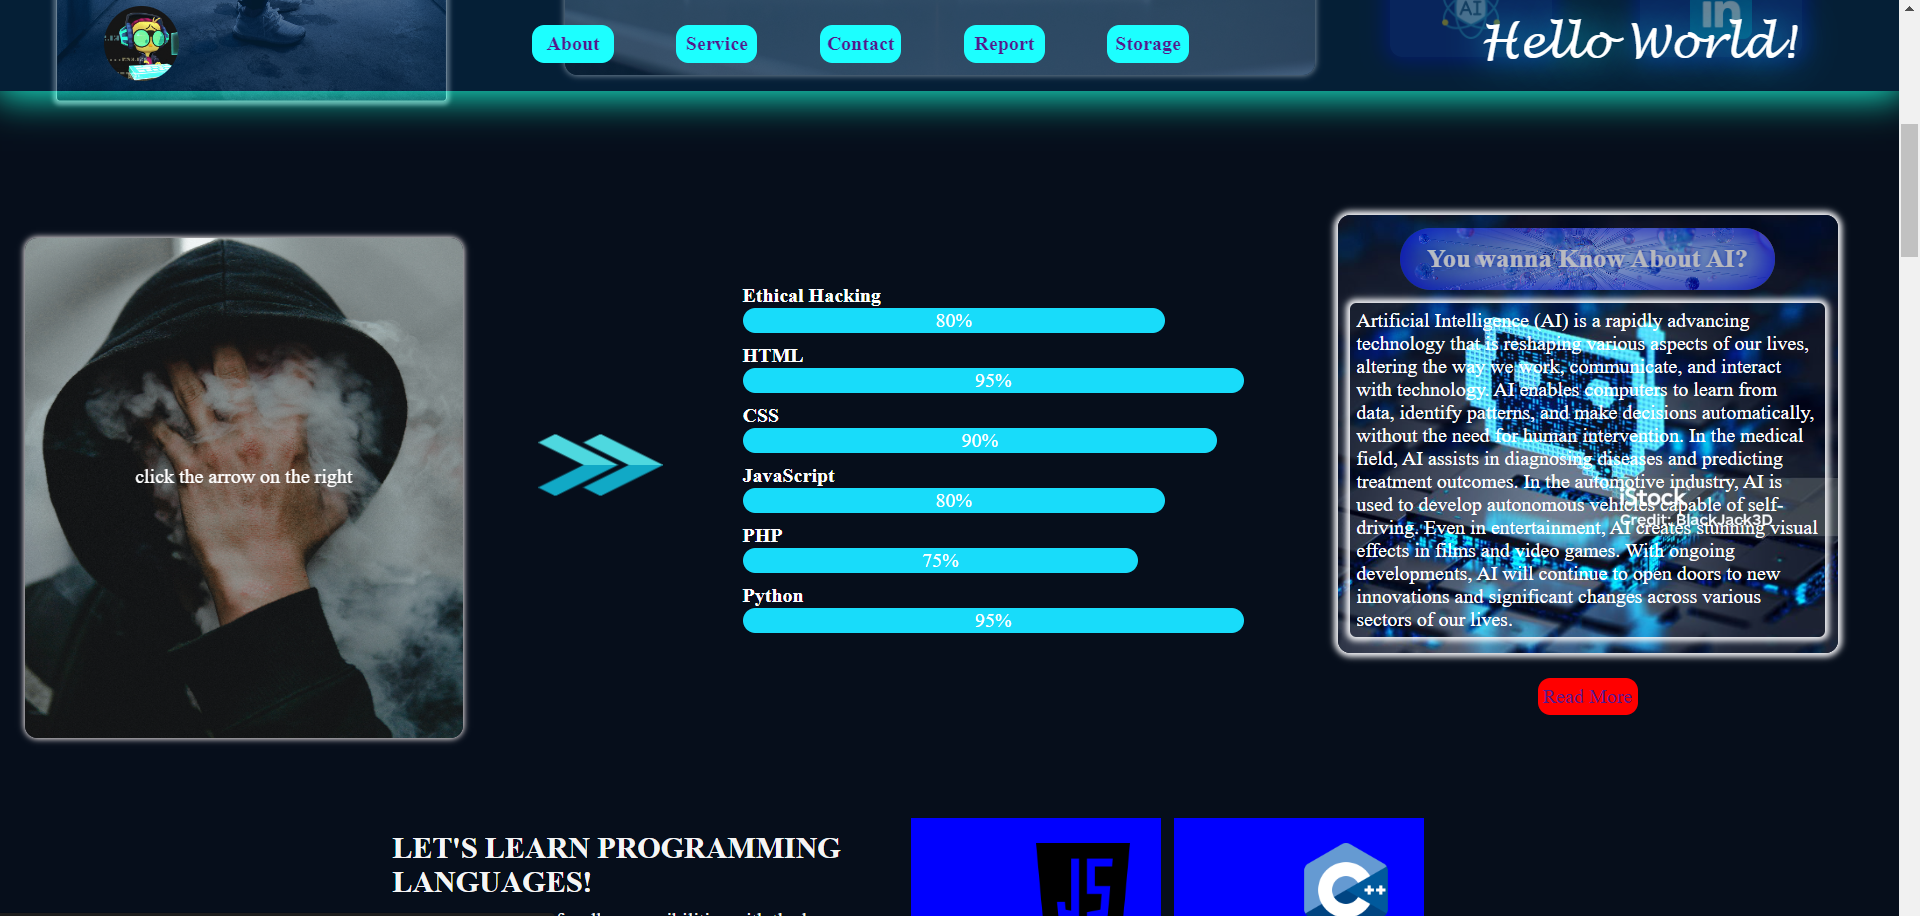 About
Service
Contact
Report
Storage
AI
in
Hello World!
click the arrow on the right
Ethical Hacking
80%
HTML
95%
CSS
90%
JavaScript
80%
PHP
75%
Python
95%
You wanna Know About AI?
Artificial Intelligence (AI) is a rapidly advancing
technology that is reshaping various aspects of our lives,
altering the way we work, communicate, and interact
with technology. AI enables computers to learn from
data, identify patterns, and make decisions automatically,
without the need for human intervention. In the medical
field, AI assists in diagnosing diseases and predicting
treatment outcomes. In the automotive industry, AI is
used to develop autonomous vehicles capable of self-
driving. Even in entertainment, AI creates stunning visual
effects in films and video games. With ongoing
developments, AI will continue to open doors to new
innovations and significant changes across various
sectors of our lives.
iStock
Credit: BlackJack3D
Read More
LET'S LEARN PROGRAMMING
LANGUAGES!
JS
C++